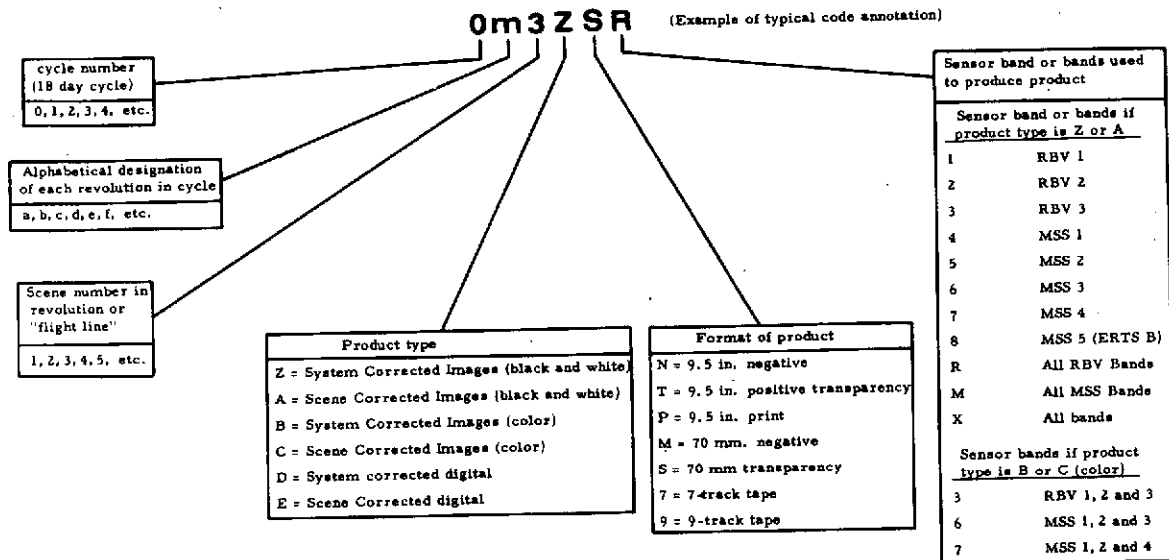 0m3ZSR (Example of typical code annotation)
cycle number
(18 day cycle)
0, 1, 2, 3, 4, etc.
Alphabetical designation
of each revolution in cycle
a, b, c, d, e, f, etc.
Scene number in
revolution or
"flight line"
1, 2, 3, 4, 5, etc.
Product type
Z = System Corrected Images (black and white)
A = Scene Corrected Images (black and white)
B = System Corrected Images (color)
C = Scene Corrected Images (color)
D = System corrected digital
E = Scene Corrected digital
Format of product
N = 9.5 in. negative
T = 9.5 in. positive transparency
P = 9.5 in. print
M = 70 mm. negative
S = 70 mm transparency
7 = 7-track tape
9 = 9-track tape
Sensor band or bands used
to produce product
Sensor band or bands if
product type is Z or A
1 RBV 1
2 RBV 2
3 RBV 3
4 MSS 1
5 MSS 2
6 MSS 3
7 MSS 4
8 MSS 5 (ERTS B)
R All RBV Bands
M All MSS Bands
X All bands
Sensor bands if product
type is B or C (color)
3 RBV 1, 2 and 3
6 MSS 1, 2 and 3
7 MSS 1, 2 and 4